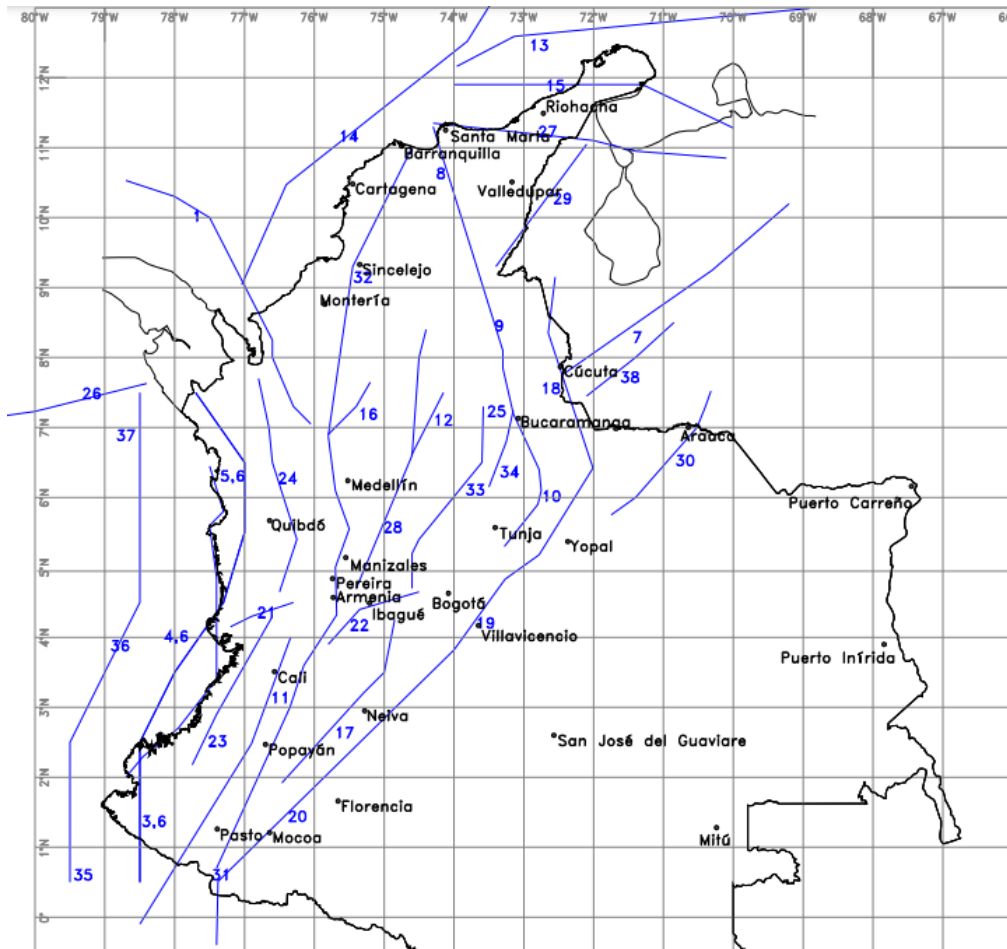 80°W 79°W 78°W 77°W 76°W 75°W 74°W 73°W 72°W 71°W 70°W 69°W 68°W 67°W 66°
13
12°N
15
Riohacha
14
27
Santa Marta
11°N
Barranquilla
8
Cartagena
Valledupar
29
1
10°N
Sincelejo
32
9°N
Montería
9
7
8°N
Cúcuta
38
18
26
16
12
25
Bucaramanga
37
7°N
Araaca
30
5,6
24
34
Medellín
33
10
Puerto Carreño
6°N
Quibdó
28
Tunja
Yopal
Manizales
5°N
Pereira
Armenia
Bogotá
21
Ibagué
22
19
4,6
Villavicencio
4°N
36
Puerto Inírida
Cali
11
3°N
Neiva
17
23
Popayán
San José del Guaviare
2°N
Florencia
20
3,6
Pasto
Mocoa
Mitú
1°N
35
31
0°